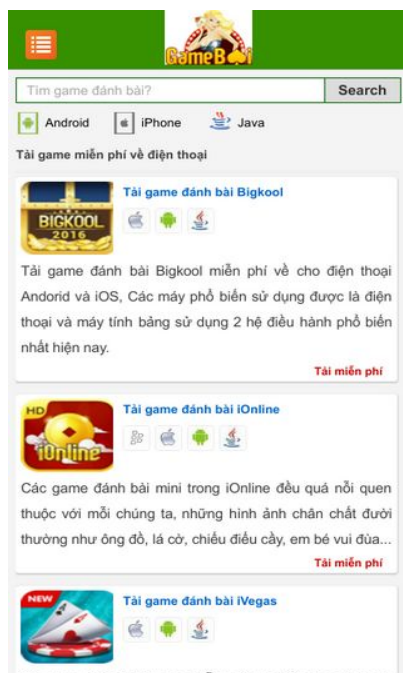 GameBài
Tìm game đánh bài?
Search
Android iPhone Java
Tải game miễn phí về điện thoại
BIGKOOL
2016
Tải game đánh bài Bigkool
Tải game đánh bài Bigkool miễn phí về cho điện thoại
Andorid và iOS, Các máy phổ biến sử dụng được là điện
thoại và máy tính bảng sử dụng 2 hệ điều hành phổ biến
nhất hiện nay.
Tải miễn phí
HD
iOnline
Tải game đánh bài iOnline
Các game đánh bài mini trong iOnline đều quá nỗi quen
thuộc với mỗi chúng ta, những hình ảnh chân chất đười
thường như ông đồ, lá cờ, chiếu điếu cầy, em bé vui đùa...
Tải miễn phí
NEW
Tải game đánh bài iVegas